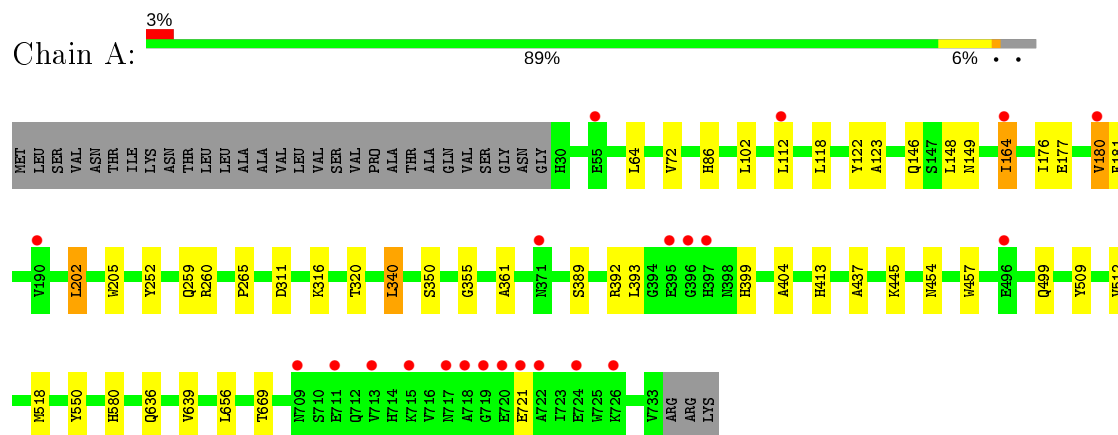 3%
Chain A:
89% 6% • •
MET LEU SER VAL ASN THR ILE LYS ASN THR LEU LEU ALA ALA VAL LEU VAL SER VAL PRO ALA THR ALA GLN VAL SER GLY ASN GLY H30 E55 L64 V72 H86 L102 L112 L118 Y122 A123 Q146 S147 L148 N149 I164 I176 E177 V180 E181
V190 L202 W205 Y252 Q259 R260 P265 D311 K316 T320 L340 S350 G355 A361 N371 S389 R392 L393 G394 E395 G396 H397 N398 H399 A404 H413 A437 K445 N454 W457 E496 Q499 Y509 V512
M518 Y550 H580 Q636 V639 L656 T669 N709 S710 E711 Q712 V713 H714 K715 V716 N717 A718 G719 E720 E721 A722 I723 E724 W725 K726 V733 ARG ARG LYS